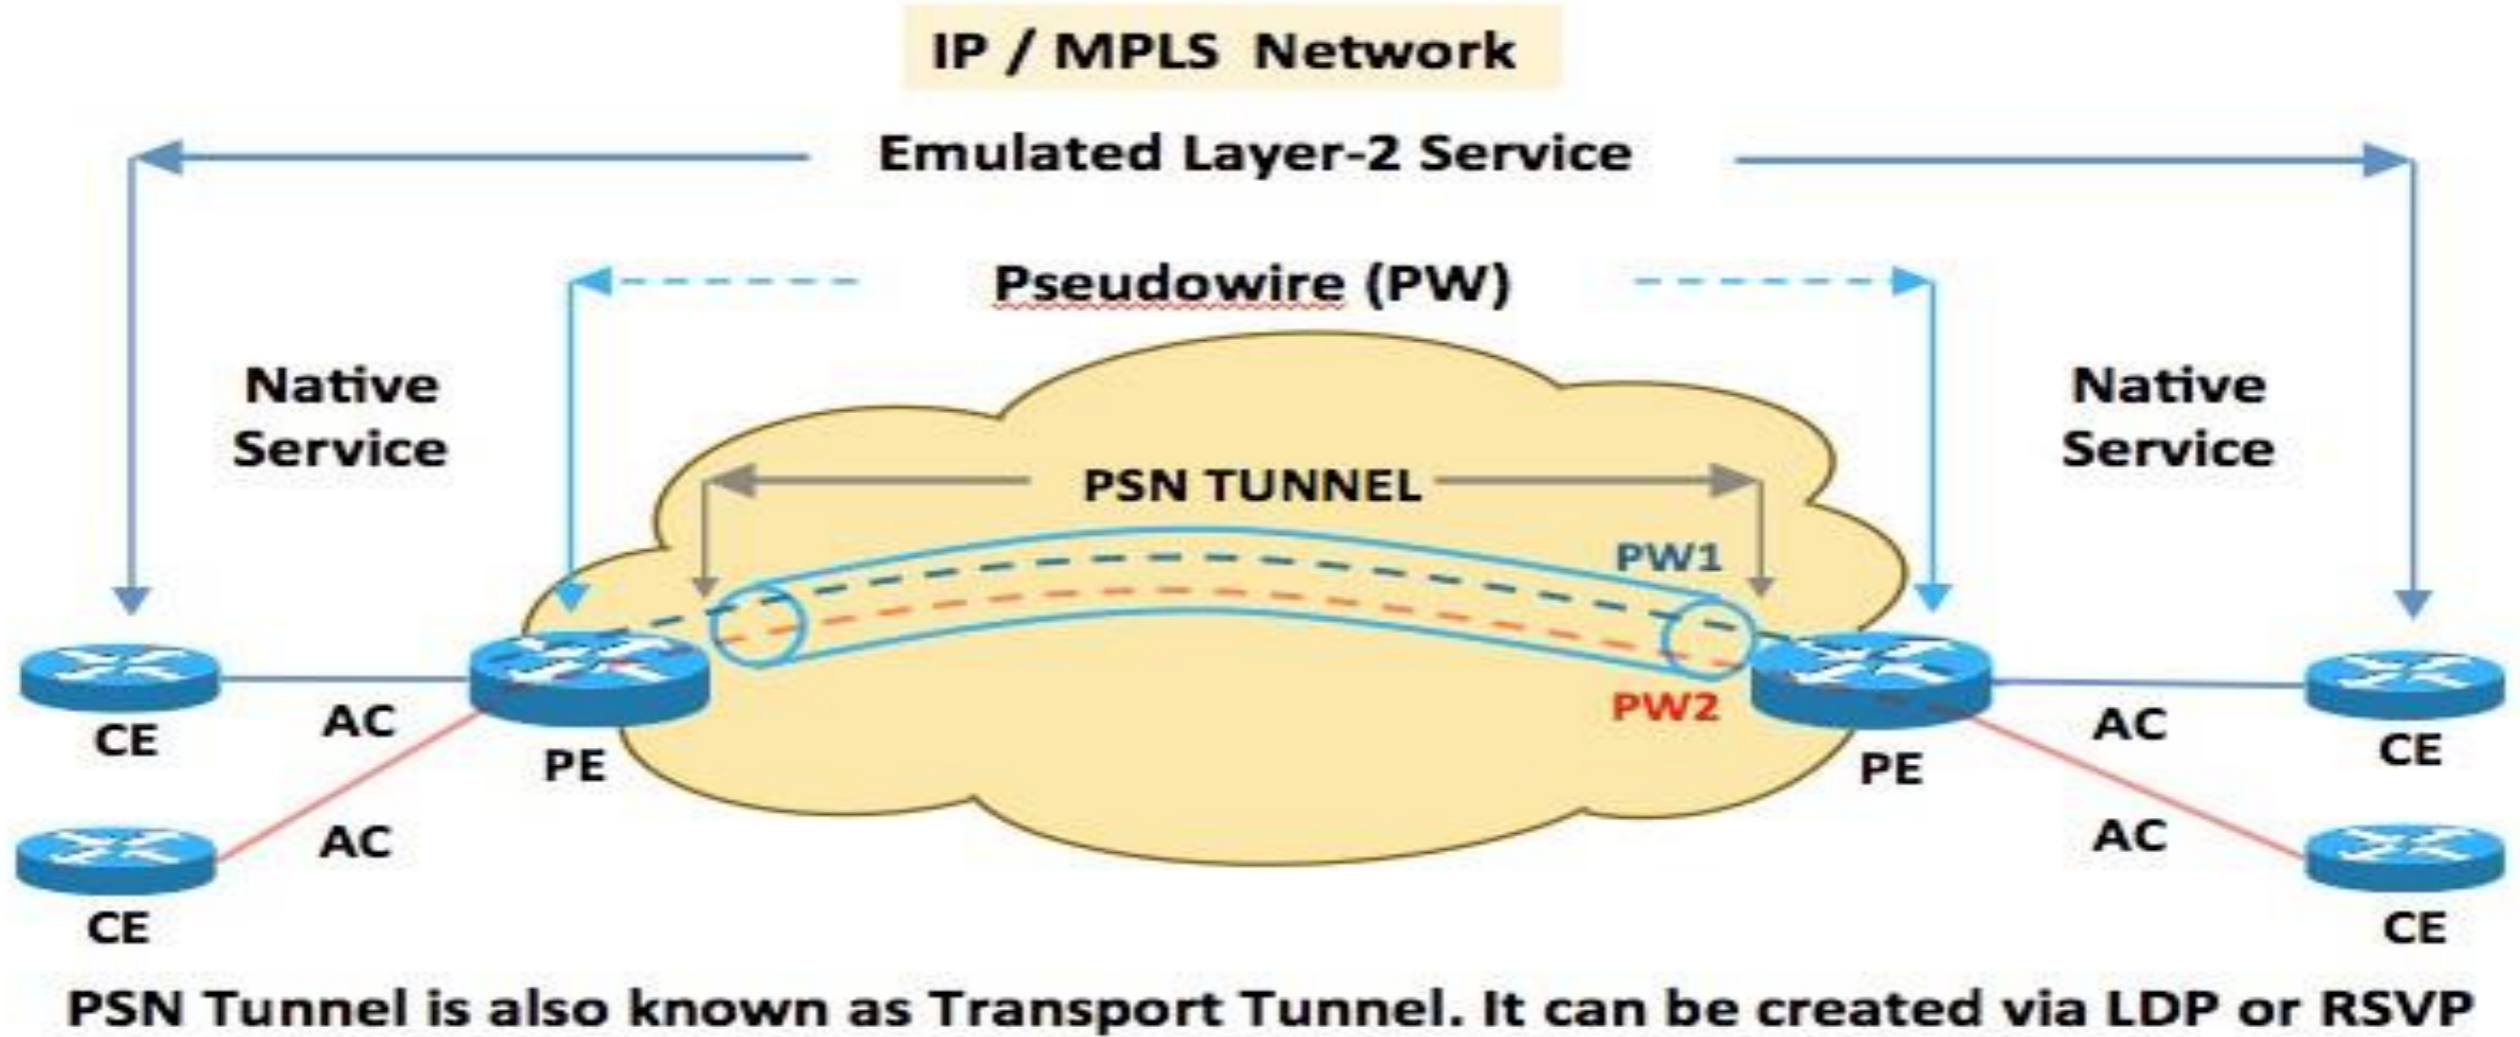 IP / MPLS Network
Emulated Layer-2 Service
Pseudowire (PW)
Native
Service
Native
Service
PSN TUNNEL
PW1
PW2
AC
CE
PE
AC
CE
AC
CE
PE
AC
CE
PSN Tunnel is also known as Transport Tunnel. It can be created via LDP or RSVP